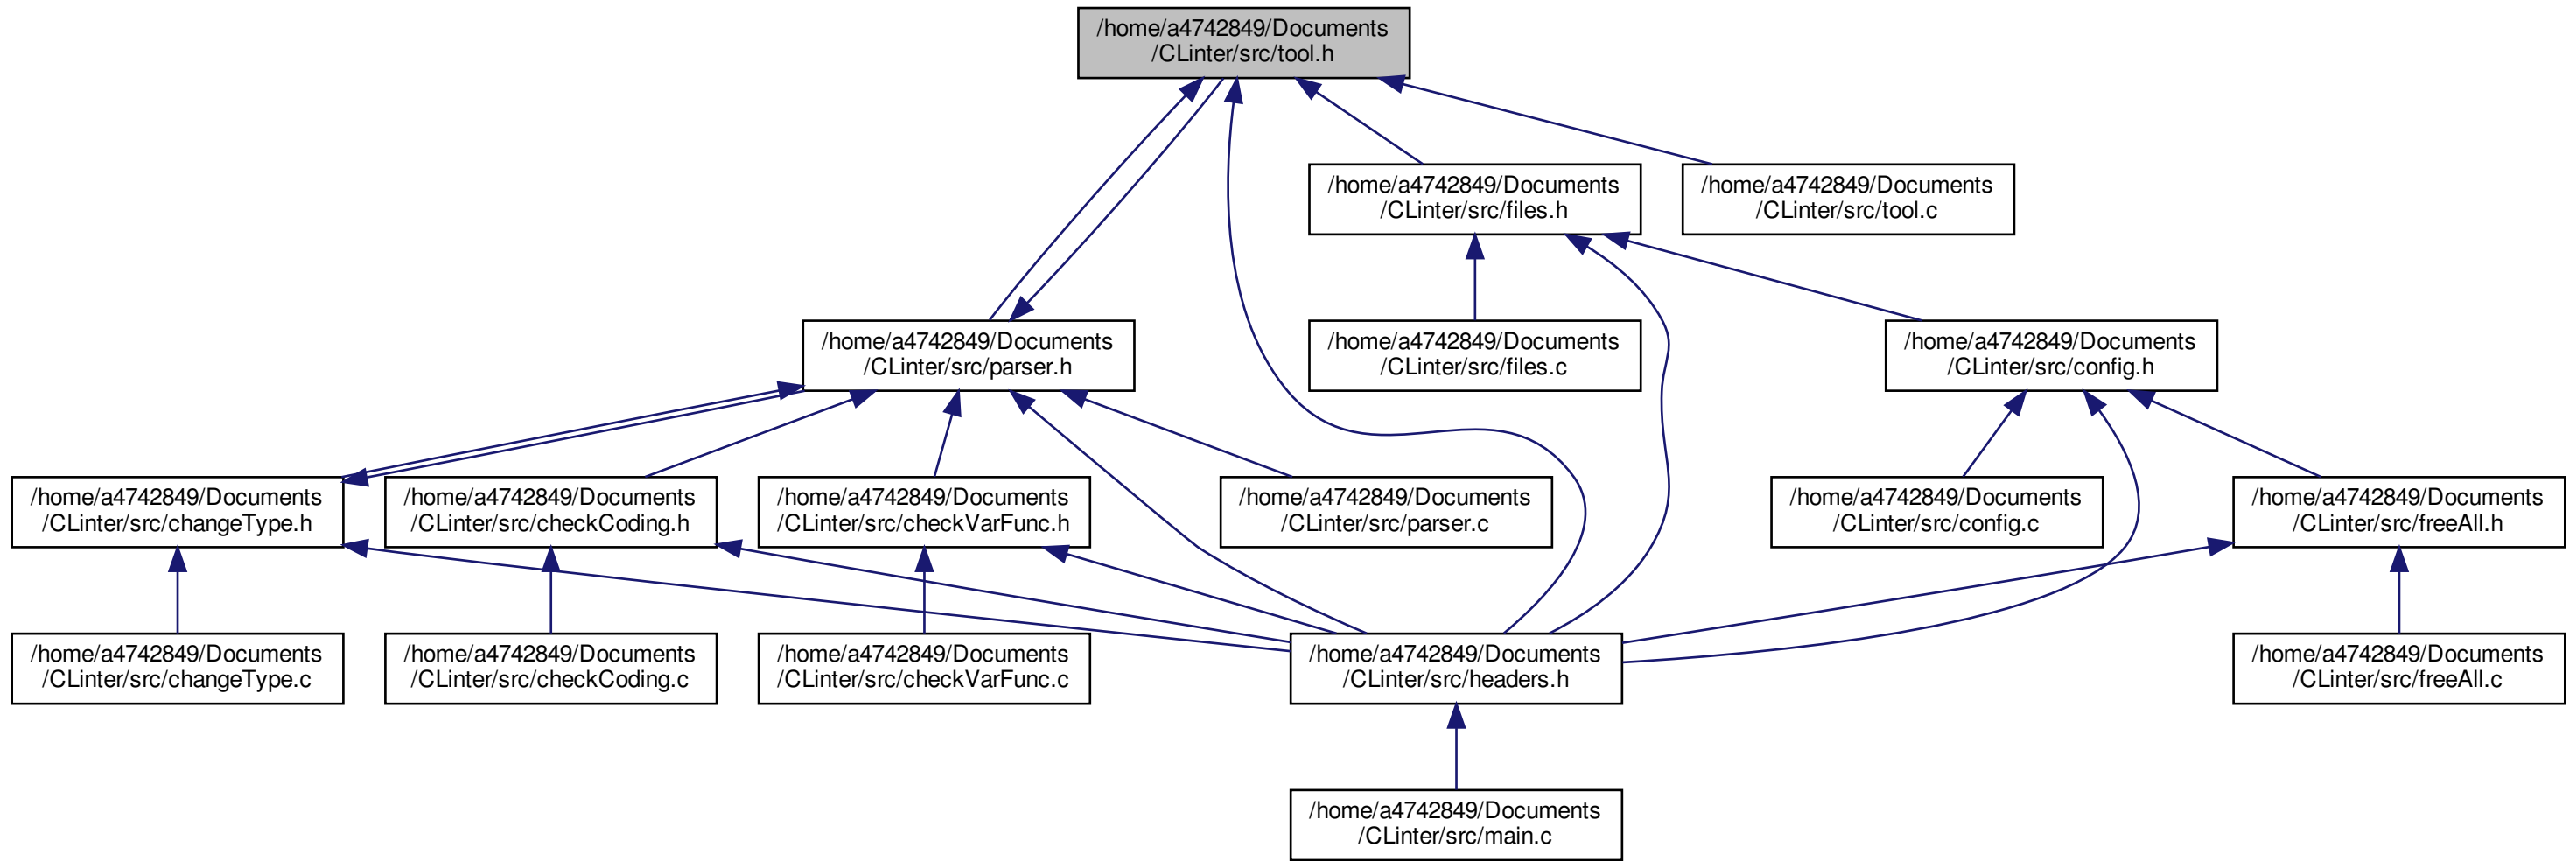 /home/a4742849/Documents
/CLinter/src/tool.h
/home/a4742849/Documents
/CLinter/src/files.h
/home/a4742849/Documents
/CLinter/src/tool.c
/home/a4742849/Documents
/CLinter/src/parser.h
/home/a4742849/Documents
/CLinter/src/files.c
/home/a4742849/Documents
/CLinter/src/config.h
/home/a4742849/Documents
/CLinter/src/changeType.h
/home/a4742849/Documents
/CLinter/src/checkCoding.h
/home/a4742849/Documents
/CLinter/src/checkVarFunc.h
/home/a4742849/Documents
/CLinter/src/parser.c
/home/a4742849/Documents
/CLinter/src/config.c
/home/a4742849/Documents
/CLinter/src/freeAll.h
/home/a4742849/Documents
/CLinter/src/changeType.c
/home/a4742849/Documents
/CLinter/src/checkCoding.c
/home/a4742849/Documents
/CLinter/src/checkVarFunc.c
/home/a4742849/Documents
/CLinter/src/headers.h
/home/a4742849/Documents
/CLinter/src/freeAll.c
/home/a4742849/Documents
/CLinter/src/main.c